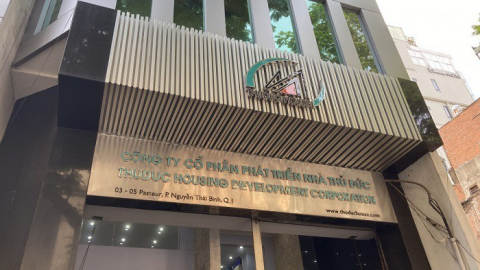 CÔNG TY CỔ PHẦN PHÁT TRIỂN NHÀ THỦ ĐỨC
THUDUC HOUSING DEVELOPMENT CORPORATION
03 - 05 Pasteur, P. Nguyễn Thái Bình, Q.1
www.thuduchouse.com